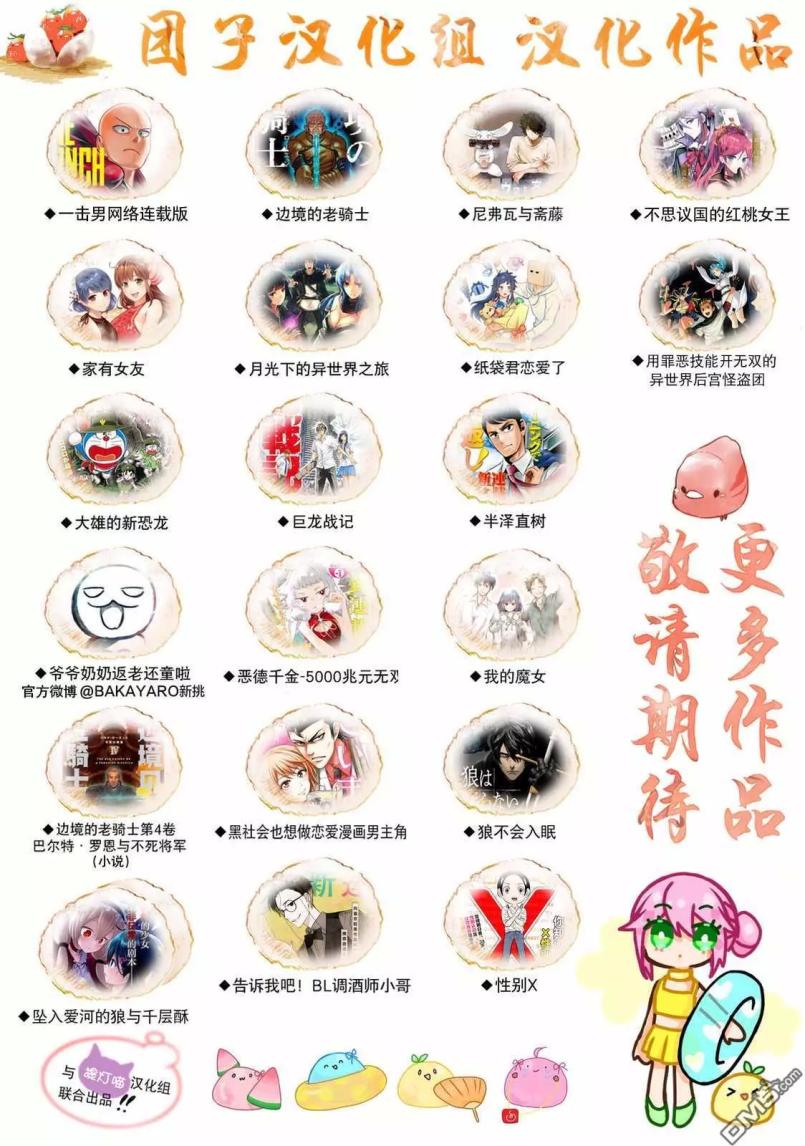 团子汉化组 汉化作品
◆一击男网络连载版
◆边境的老骑士
◆尼弗瓦与斋藤
◆不思议国的红桃女王
◆家有女友
◆月光下的异世界之旅
◆纸袋君恋爱了
◆用罪恶技能开无双的
异世界后宫怪盗团
◆大雄的新恐龙
◆巨龙战记
◆半泽直树
更多作品
敬请期待
◆爷爷奶奶返老还童啦
官方微博@BAKAYARO新挑
◆恶德千金-5000兆元无双
◆我的魔女
◆边境的老骑士第4卷
巴尔特·罗恩与不死将军
(小说)
◆黑社会也想做恋爱漫画男主角
◆狼不会入眠
◆坠入爱河的狼与千层酥
◆告诉我吧！BL调酒师小哥
◆性别X
与提灯喵汉化组
联合出品!!
DM5.com